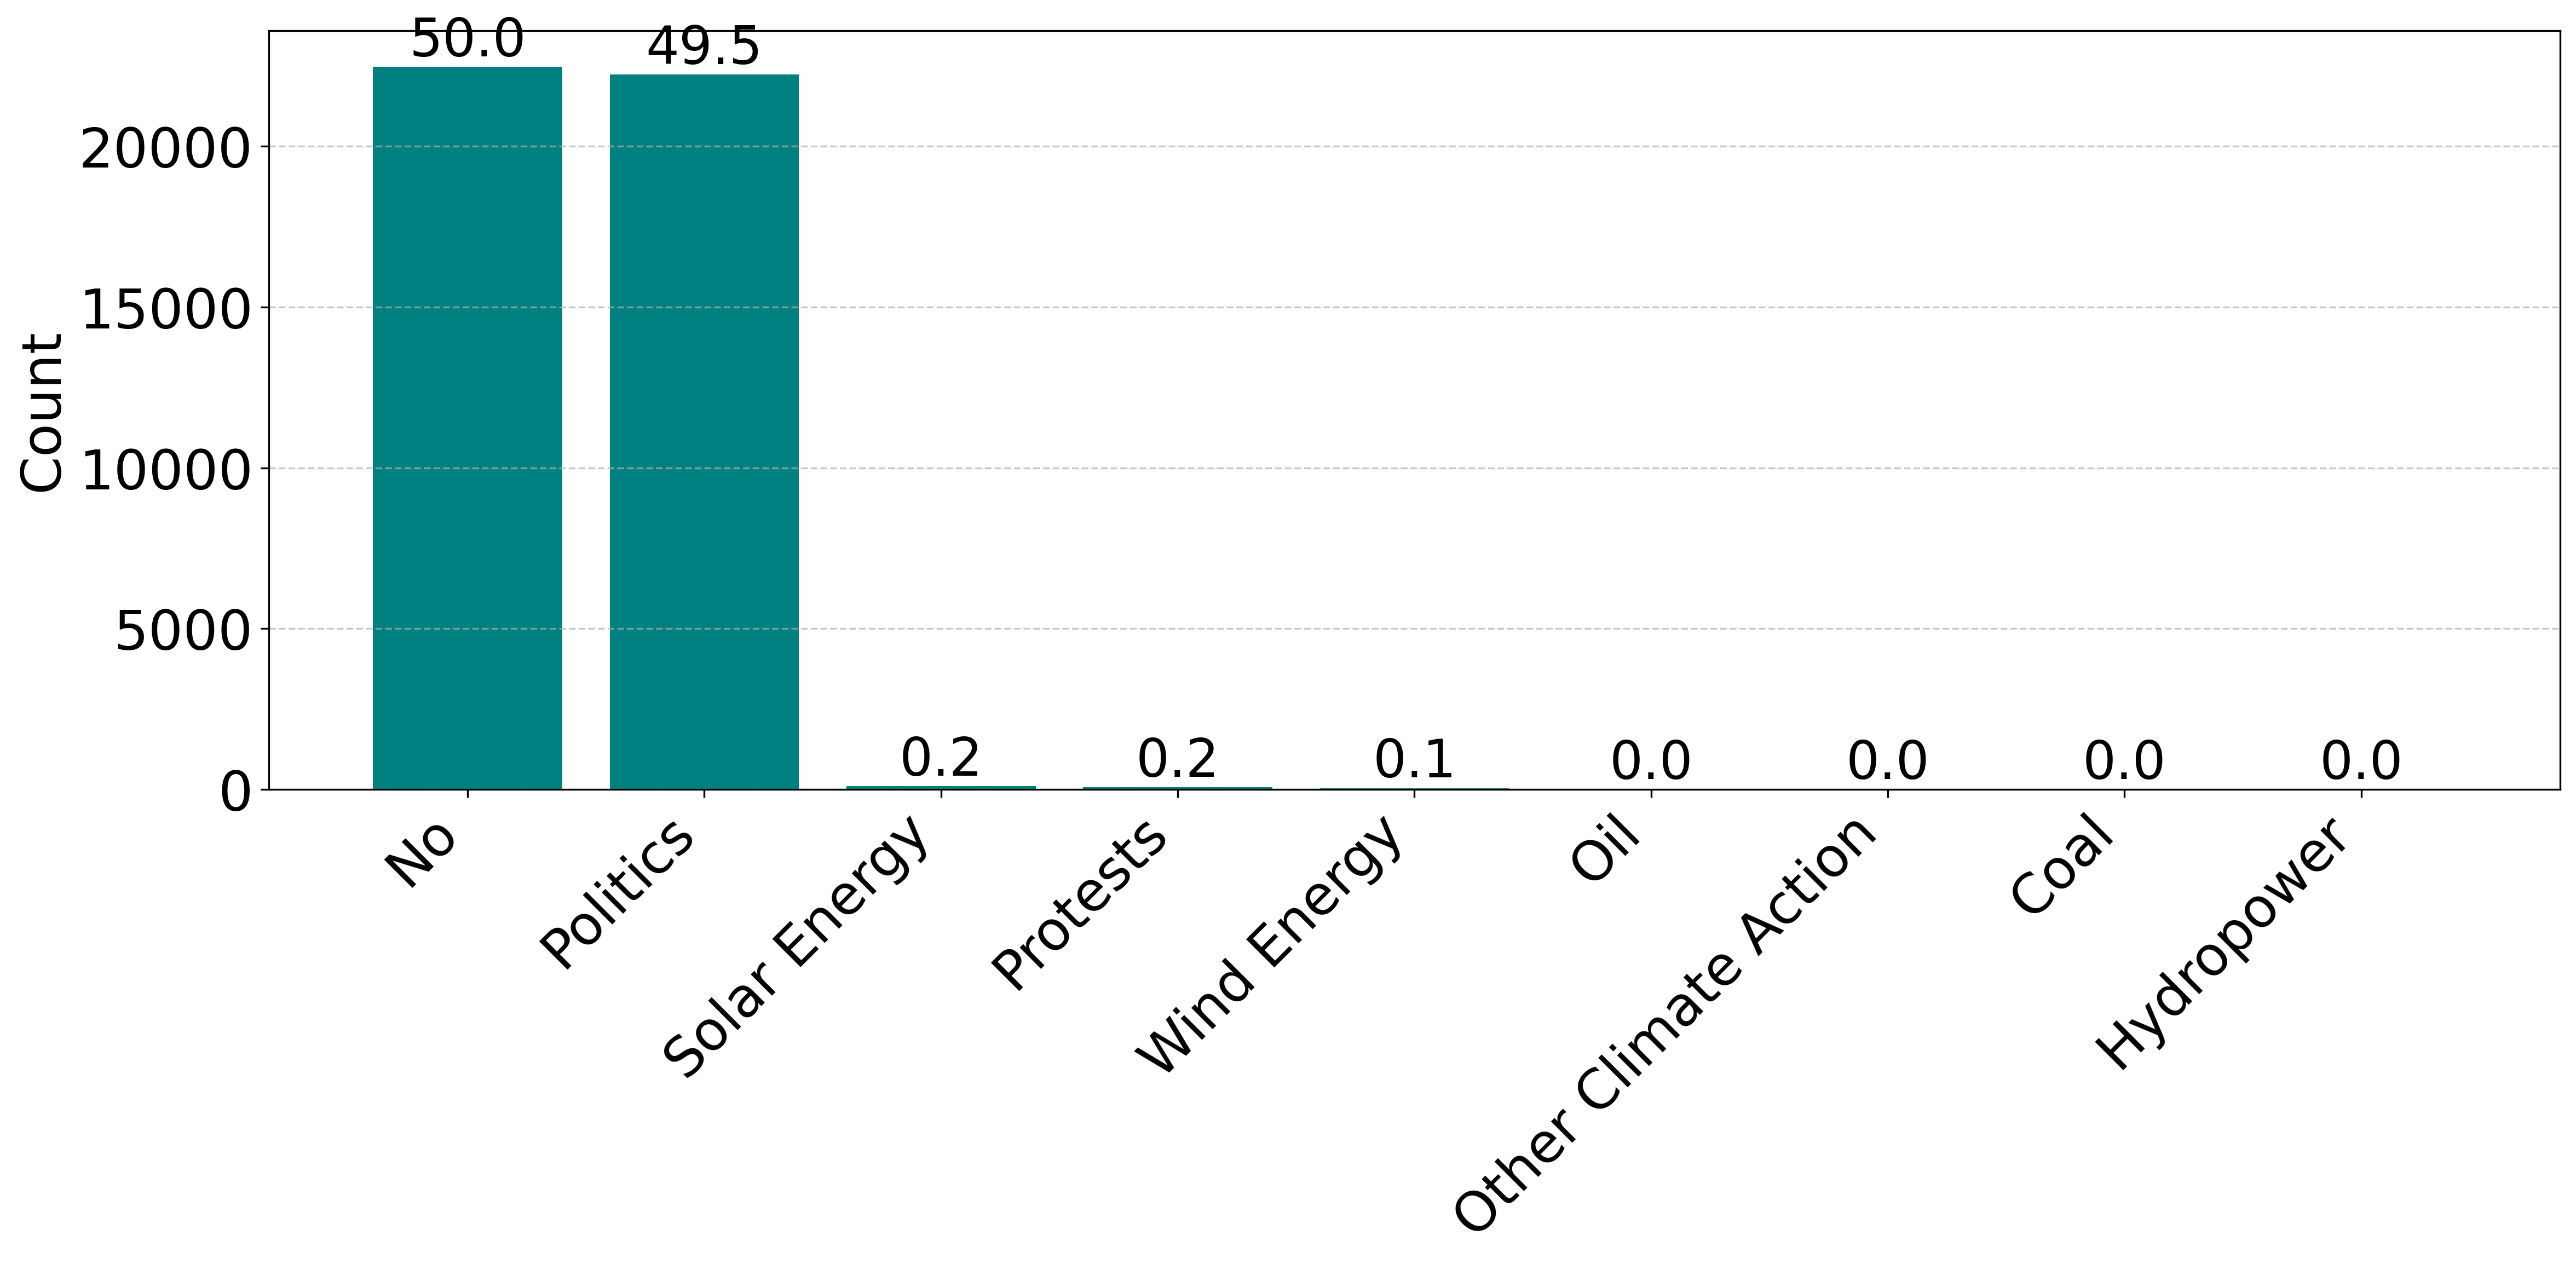 50.0
49.5
20000
15000
10000
5000
0
Count
0.2
0.2
0.1
0.0
0.0
0.0
0.0
No
Politics
Solar Energy
Protests
Wind Energy
Oil
Other Climate Action
Coal
Hydropower